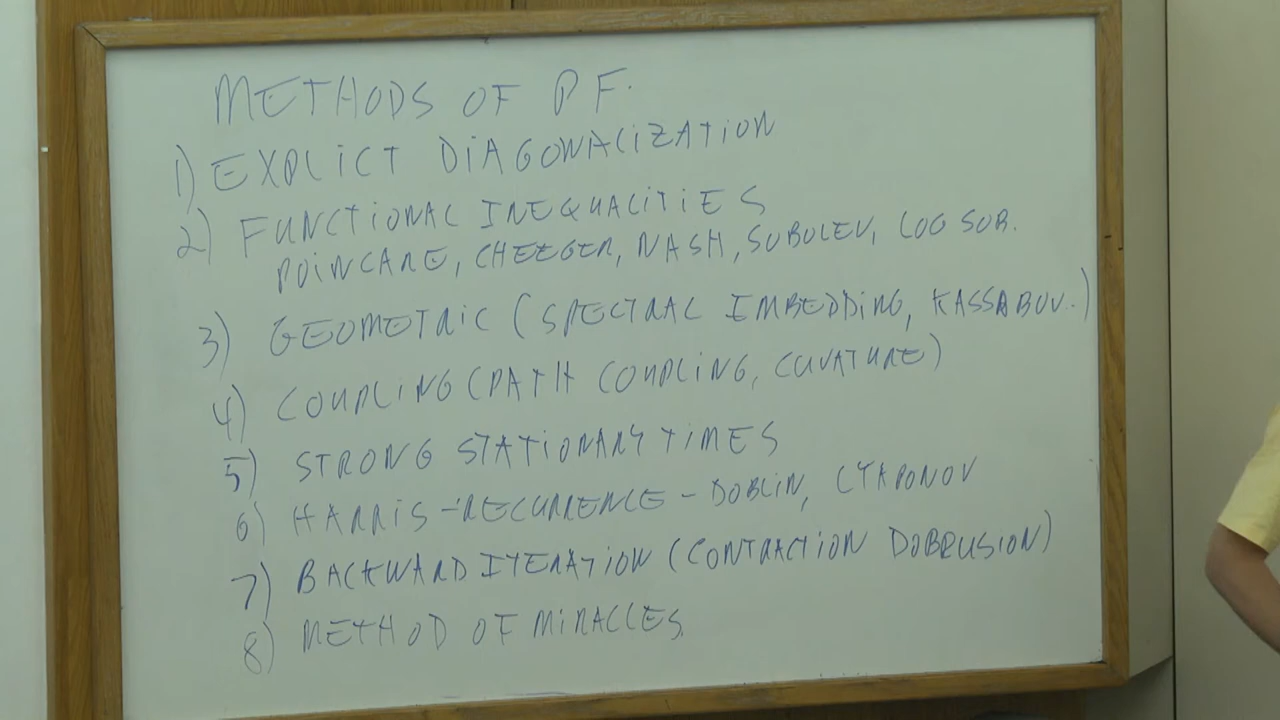 METHODS OF PF.
1) EXPLICT DIAGONALIZATION
2) FUNCTIONAL INEQUALITIES
POINCARE, CHEEGER, NASH, SOBOLEV, LOG SOB.
3) GEOMETRIC (SPECTRAL IMBEDDING, KASSABOV.)
4) COUPLING (PATH COUPLING, CUVATURE)
5) STRONG STATIONARY TIMES
6) HARRIS-RECURRENCE - DOBLIN, LYAPONOV
7) BACKWARD ITERATION (CONTRACTION DOBRUSION)
8) METHOD OF MIRACLES.